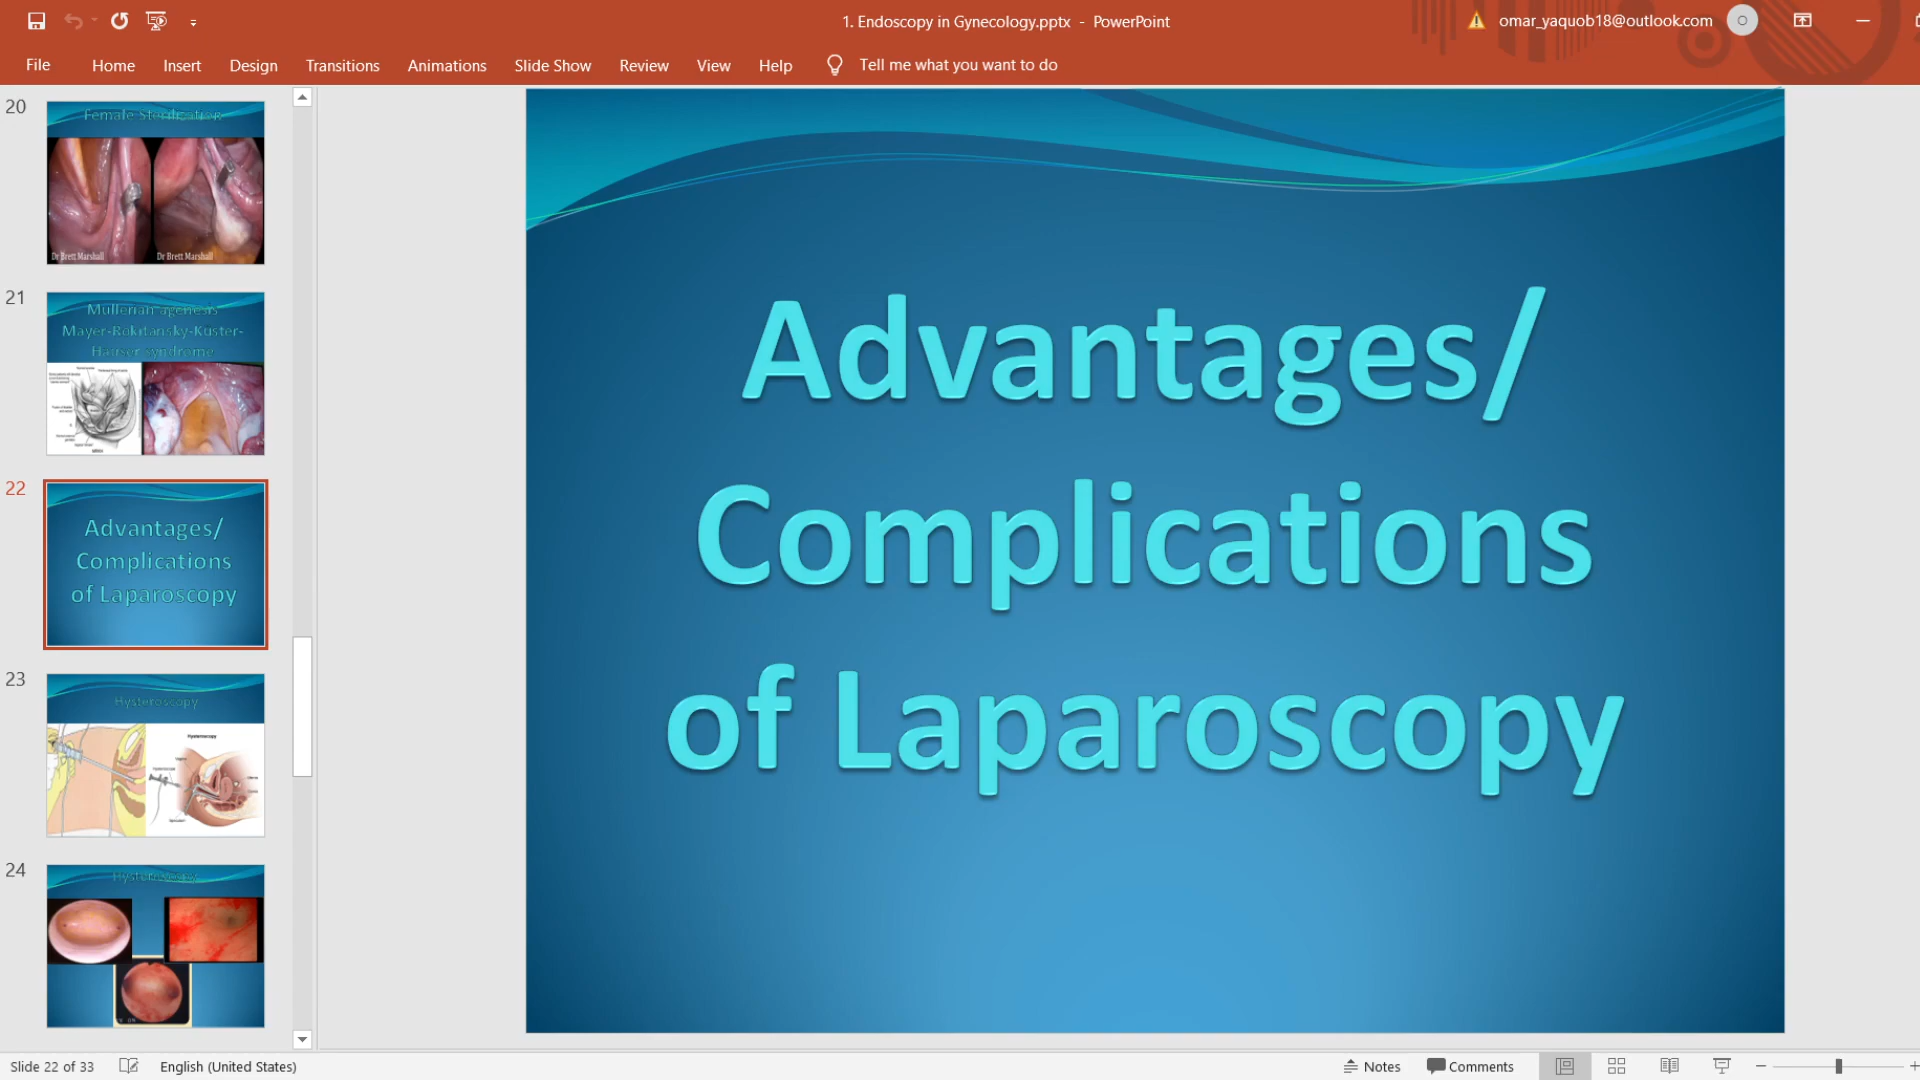 1. Endoscopy in Gynecology.pptx - PowerPoint
omar_yaquob18@outlook.com
O
File Home Insert Design Transitions Animations Slide Show Review View Help Tell me what you want to do
20
Female Sterilization
Dr Brett Marshall Dr Brett Marshall
21
Mullerian agenesis
Mayer-Rokitansky-Kuster-
Hauser syndrome
22
Advantages/
Complications
of Laparoscopy
23
Hysteroscopy
Hysteroscopy
24
Hysteroscopy
Advantages/
Complications
of Laparoscopy
Slide 22 of 33 English (United States) Notes Comments